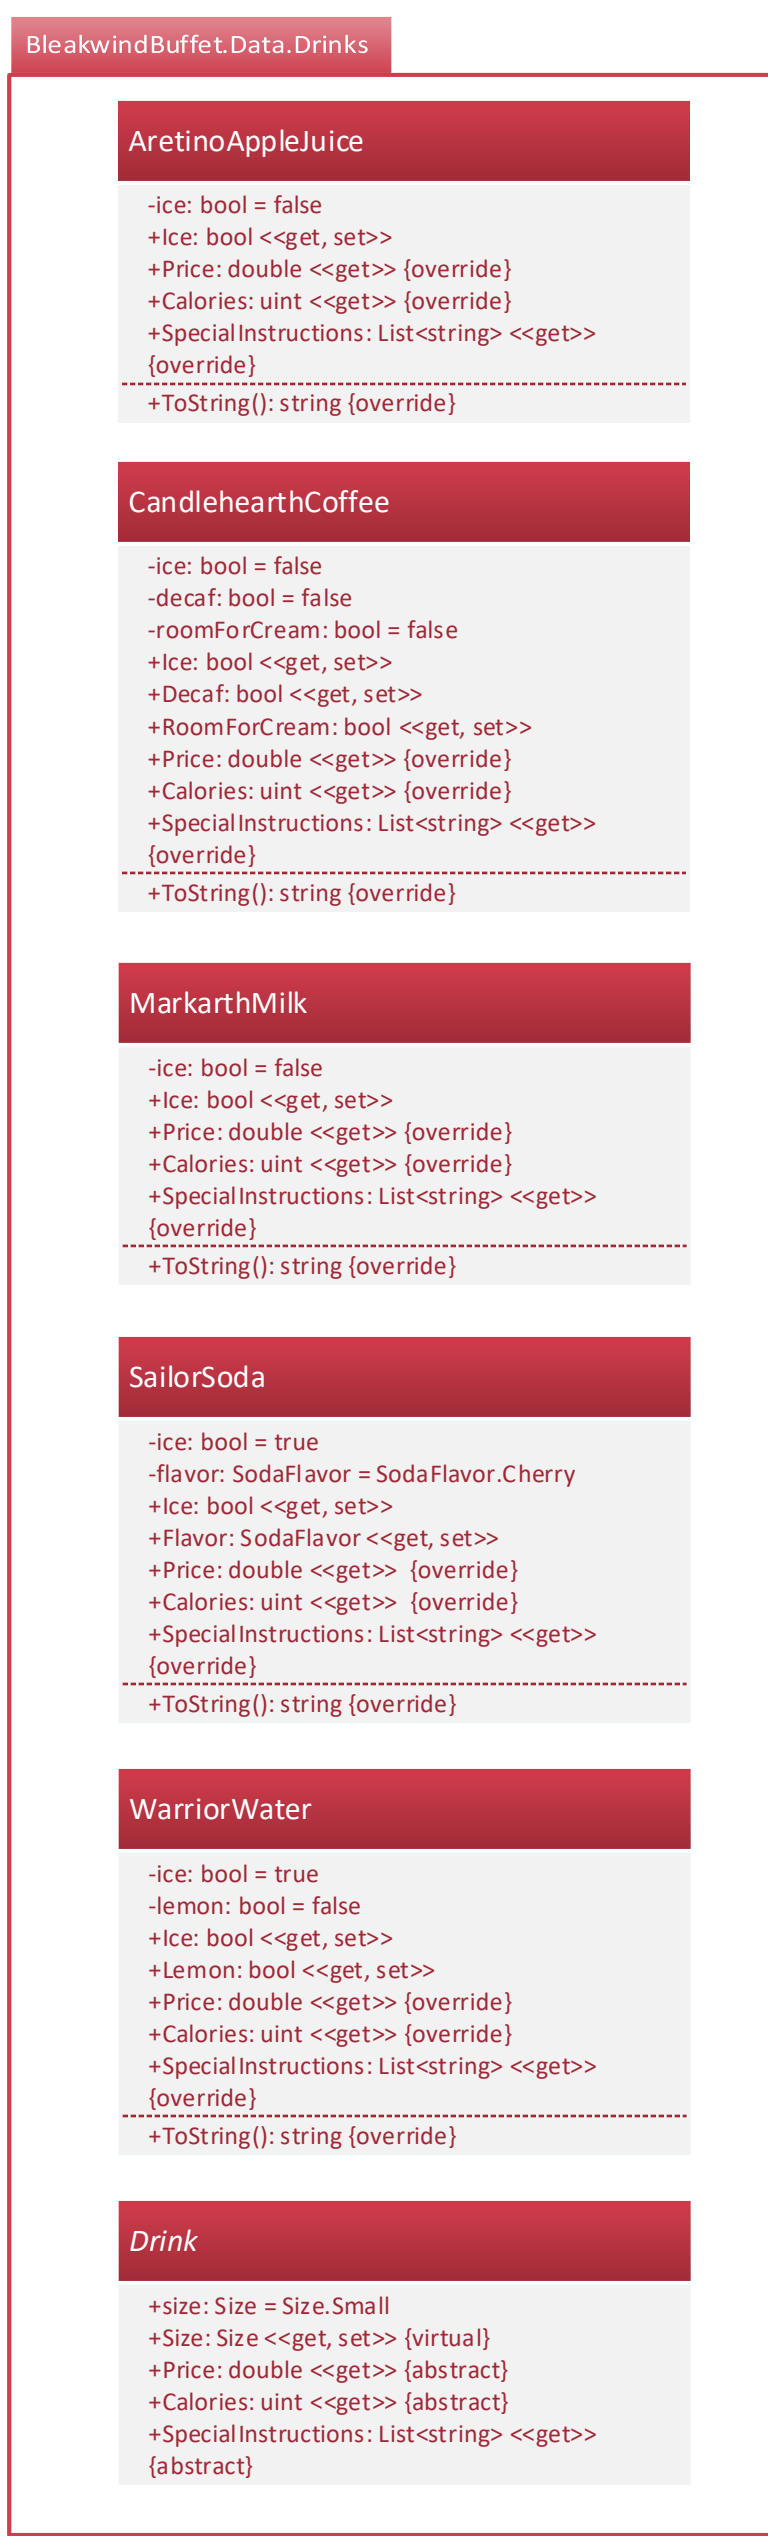 BleakwindBuffet.Data.Drinks
AretinoAppleJuice
-ice: bool = false
+Ice: bool <<get, set>>
+Price: double <<get>> {override}
+Calories: uint <<get>> {override}
+SpecialInstructions: List<string> <<get>>
{override}
+ToString(): string {override}
CandlehearthCoffee
-ice: bool = false
-decaf: bool = false
-roomForCream: bool = false
+Ice: bool <<get, set>>
+Decaf: bool <<get, set>>
+RoomForCream: bool <<get, set>>
+Price: double <<get>> {override}
+Calories: uint <<get>> {override}
+SpecialInstructions: List<string> <<get>>
{override}
+ToString(): string {override}
MarkarthMilk
-ice: bool = false
+Ice: bool <<get, set>>
+Price: double <<get>> {override}
+Calories: uint <<get>> {override}
+SpecialInstructions: List<string> <<get>>
{override}
+ToString(): string {override}
SailorSoda
-ice: bool = true
-flavor: SodaFlavor = SodaFlavor.Cherry
+Ice: bool <<get, set>>
+Flavor: SodaFlavor <<get, set>>
+Price: double <<get>>  {override}
+Calories: uint <<get>>  {override}
+SpecialInstructions: List<string> <<get>>
{override}
+ToString(): string {override}
WarriorWater
-ice: bool = true
-lemon: bool = false
+Ice: bool <<get, set>>
+Lemon: bool <<get, set>>
+Price: double <<get>> {override}
+Calories: uint <<get>> {override}
+SpecialInstructions: List<string> <<get>>
{override}
+ToString(): string {override}
Drink
+size: Size = Size.Small
+Size: Size <<get, set>> {virtual}
+Price: double <<get>> {abstract}
+Calories: uint <<get>> {abstract}
+SpecialInstructions: List<string> <<get>>
{abstract}